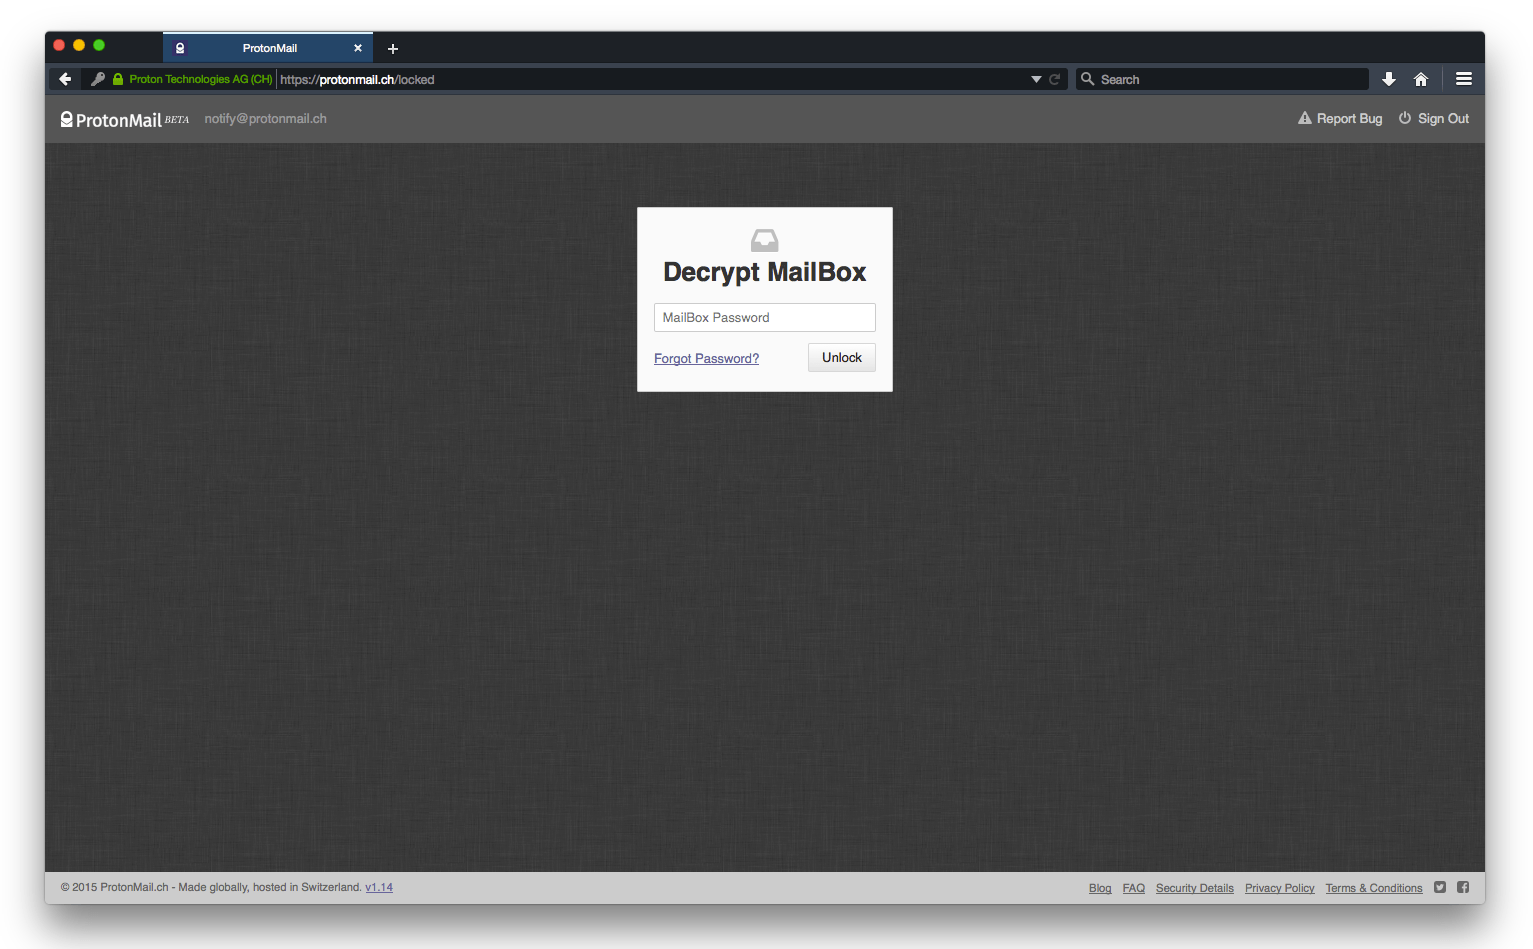 ProtonMail
Proton Technologies AG (CH) https://protonmail.ch/locked Search
ProtonMail BETA notify@protonmail.ch Report Bug Sign Out
Decrypt MailBox
MailBox Password
Forgot Password? Unlock
© 2015 ProtonMail.ch - Made globally, hosted in Switzerland. v1.14 Blog FAQ Security Details Privacy Policy Terms & Conditions